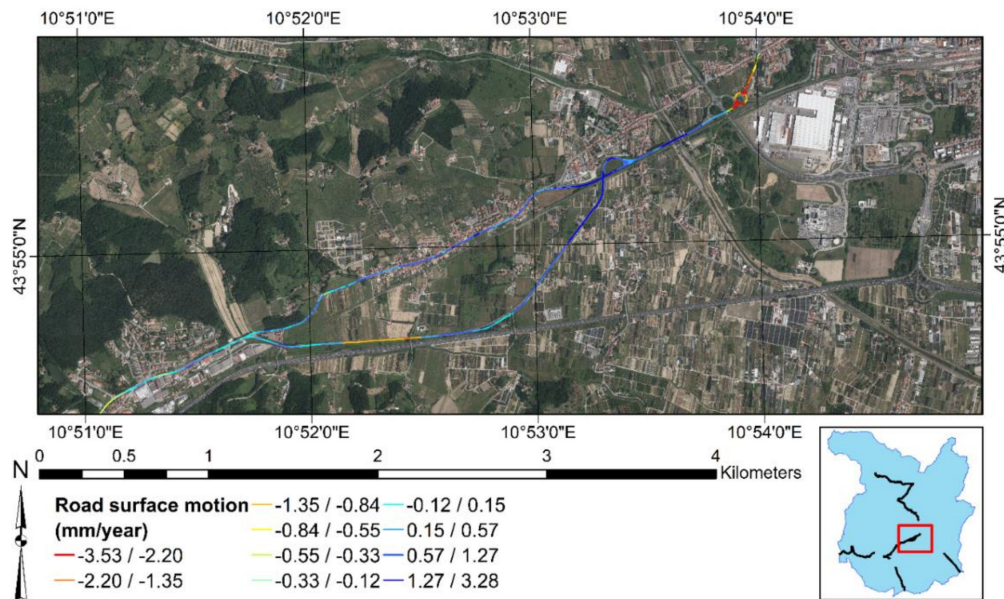 10°51'0"E 10°52'0"E 10°53'0"E 10°54'0"E
43°55'0"N
43°55'0"N
10°51'0"E 10°52'0"E 10°53'0"E 10°54'0"E
0 0.5 1 2 3 4
Kilometers
N
Road surface motion
(mm/year)
-3.53 / -2.20
-2.20 / -1.35
-1.35 / -0.84
-0.84 / -0.55
-0.55 / -0.33
-0.33 / -0.12
-0.12 / 0.15
0.15 / 0.57
0.57 / 1.27
1.27 / 3.28